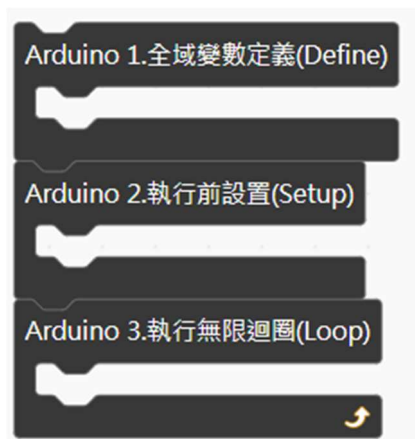 Arduino 1.全域變數定義(Define)
Arduino 2.執行前設置(Setup)
Arduino 3.執行無限迴圈(Loop)